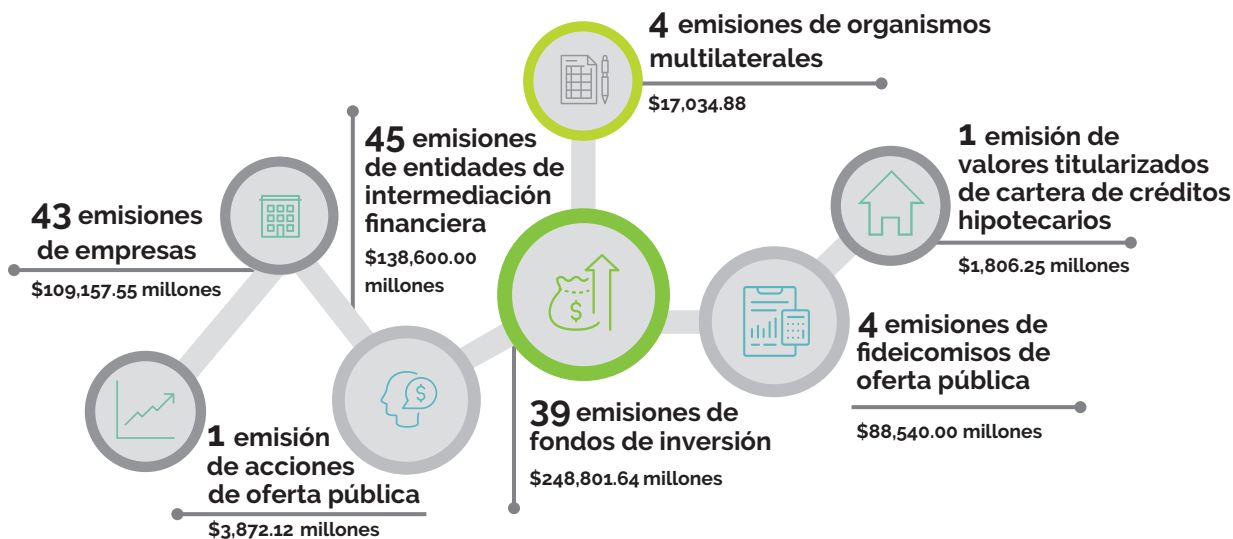 4 emisiones de organismos
multilaterales
$17,034.88
45 emisiones
de entidades de
intermediación
financiera
$138,600.00
millones
1 emisión de
valores titularizados
de cartera de créditos
hipotecarios
$1,806.25 millones
43 emisiones
de empresas
$109,157.55 millones
4 emisiones de
fideicomisos de
oferta pública
$88,540.00 millones
39 emisiones de
fondos de inversión
$248,801.64 millones
1 emisión
de acciones
de oferta pública
$3,872.12 millones
$
$